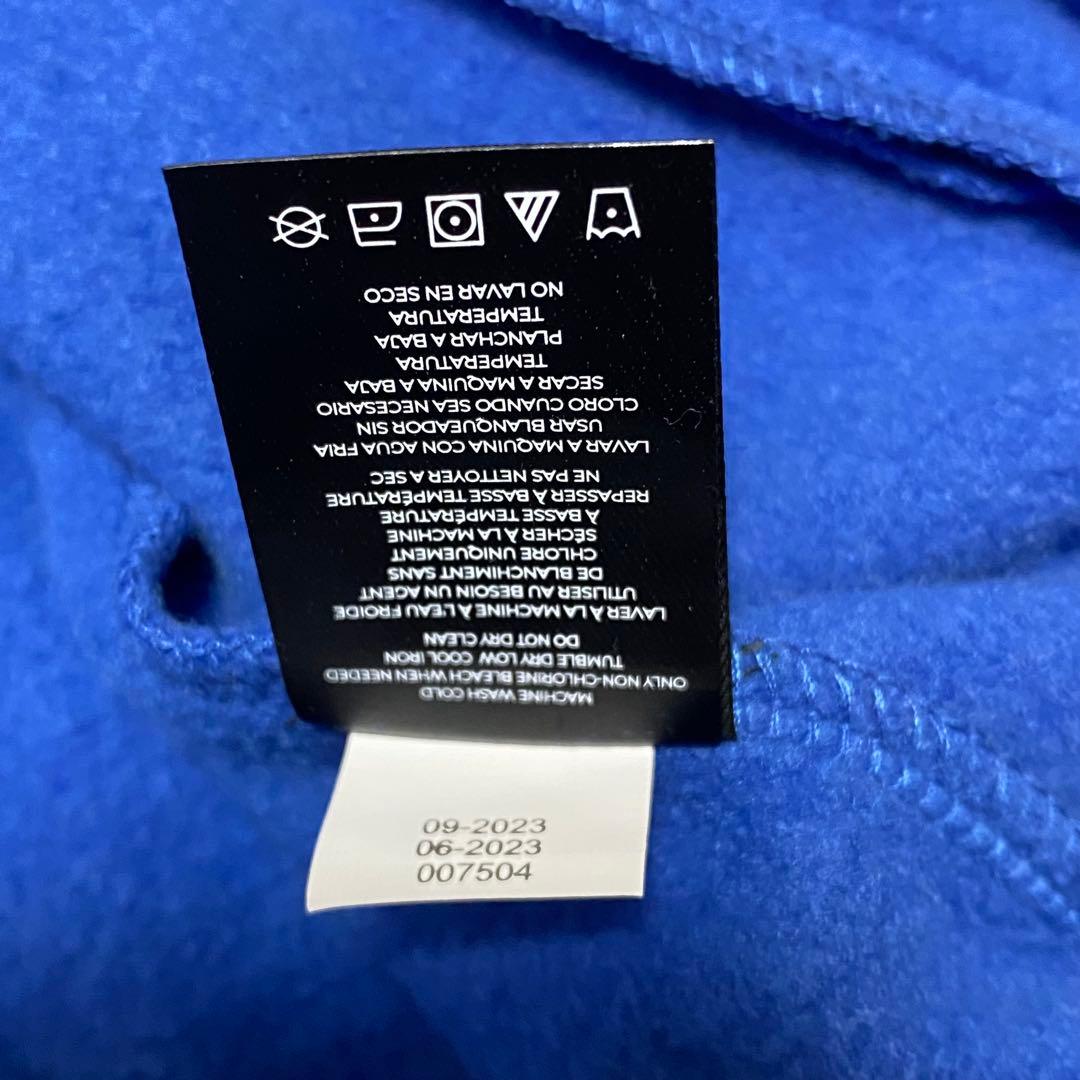 MACHINE WASH COLD
ONLY NON-CHLORINE BLEACH WHEN NEEDED
TUMBLE DRY LOW COOL IRON
DO NOT DRY CLEAN
LAVER À LA MACHINE À L'EAU FROIDE
UTILISER AU BESOIN UN AGENT
DE BLANCHIMENT SANS
CHLORE UNIQUEMENT
SÉCHER À LA MACHINE
À BASSE TEMPÉRATURE
REPASSER À BASSE TEMPÉRATURE
NE PAS NETTOYER A SEC
LAVAR A MAQUINA CON AGUA FRIA
USAR BLANQUEADOR SIN
CLORO CUANDO SEA NECESARIO
SECAR A MAQUINA A BAJA
TEMPERATURA
PLANCHAR A BAJA
TEMPERATURA
NO LAVAR EN SECO
09-2023
06-2023
007504